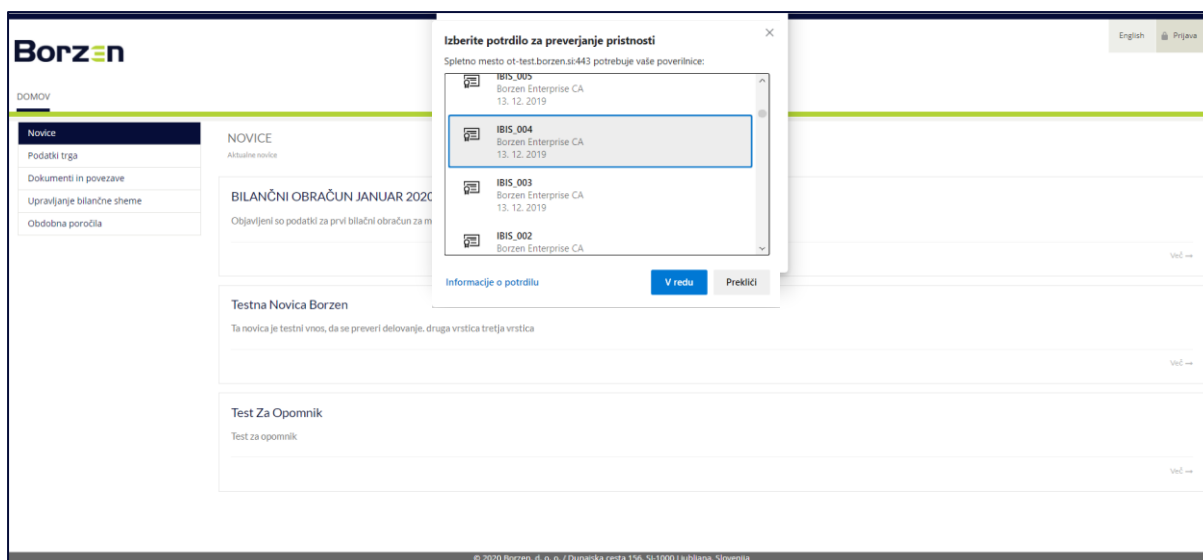 Borzen
English
Prijava
DOMOV
Izberite potrdilo za preverjanje pristnosti
Spletno mesto ot-test.borzen.si:443 potrebuje vaše poverilnice:
IBIS_005
Borzen Enterprise CA
13. 12. 2019
IBIS_004
Borzen Enterprise CA
13. 12. 2019
IBIS_003
Borzen Enterprise CA
13. 12. 2019
IBIS_002
Borzen Enterprise CA
Informacije o potrdilu
V redu
Prekliči
Novice
Podatki trga
Dokumenti in povezave
Upravljanje bilančne sheme
Obdobna poročila
NOVICE
Aktualne novice
BILANČNI OBRAČUN JANUAR 2020
Objavljeni so podatki za prvi bilačni obračun za m
Več →
Testna Novica Borzen
Ta novica je testni vnos, da se preveri delovanje. druga vrstica tretja vrstica
Več →
Test Za Opomnik
Test za opomnik
Več →
© 2020 Borzen, d. o. o. / Dunajska cesta 156, SI-1000 Ljubljana, Slovenija